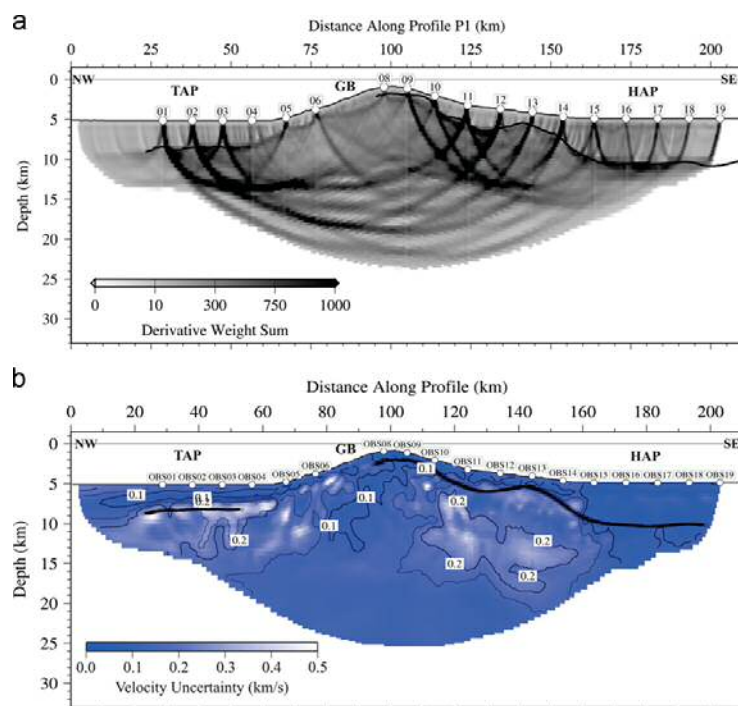 a
Distance Along Profile P1 (km)
0 25 50 75 100 125 150 175 200
NW TAP GB HAP SE
01 02 03 04 05 06 08 09 10 11 12 13 14 15 16 17 18 19
0
5
10
15
20
25
30
Depth (km)
0 10 300 750 1000
Derivative Weight Sum
b
Distance Along Profile (km)
0 20 40 60 80 100 120 140 160 180 200
NW TAP GB HAP SE
OBS01 OBS02 OBS03 OBS04 OBS05 OBS06 OBS08 OBS09 OBS10 OBS11 OBS12 OBS13 OBS14 OBS15 OBS16 OBS17 OBS18 OBS19
0.1 0.1 0.2 0.2 0.1 0.1 0.1 0.2 0.2 0.2 0.2
0
5
10
15
20
25
30
Depth (km)
0.0 0.1 0.2 0.3 0.4 0.5
Velocity Uncertainty (km/s)